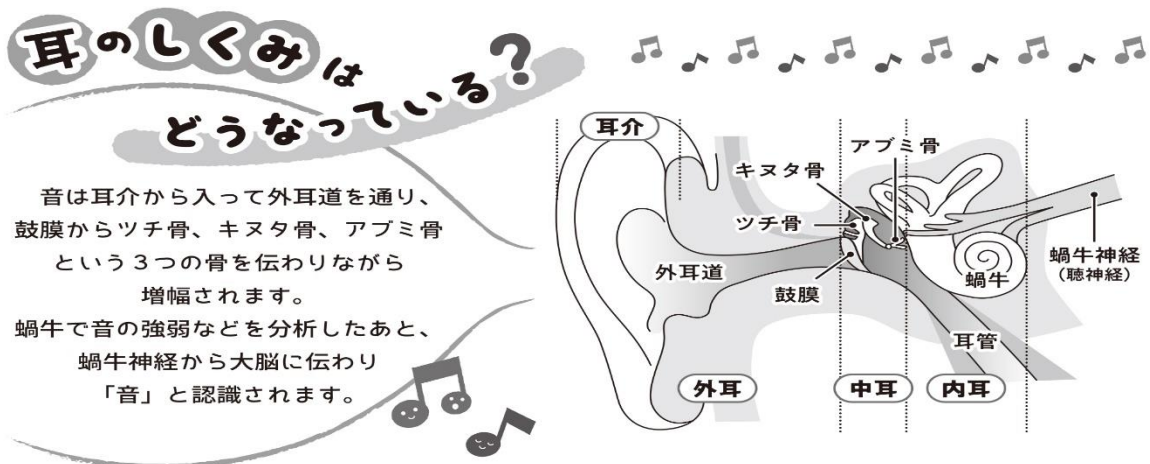 耳のしくみは
どうなっている?
音は耳介から入って外耳道を通り、
鼓膜からツチ骨、キヌタ骨、アブミ骨
という3つの骨を伝わりながら
増幅されます。
蝸牛で音の強弱などを分析したあと、
蝸牛神経から大脳に伝わり
「音」と認識されます。
耳介
アブミ骨
キヌタ骨
ツチ骨
外耳道
鼓膜
蝸牛
蝸牛神経
(聴神経)
耳管
外耳
中耳
内耳